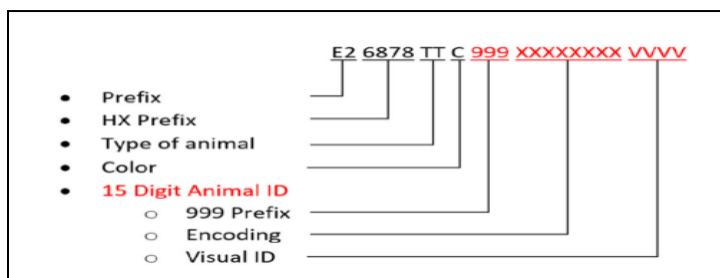 E2 6878 TT C 999 XXXXXXXX VVVV
• Prefix
• HX Prefix
• Type of animal
• Color
• 15 Digit Animal ID
○ 999 Prefix
○ Encoding
○ Visual ID